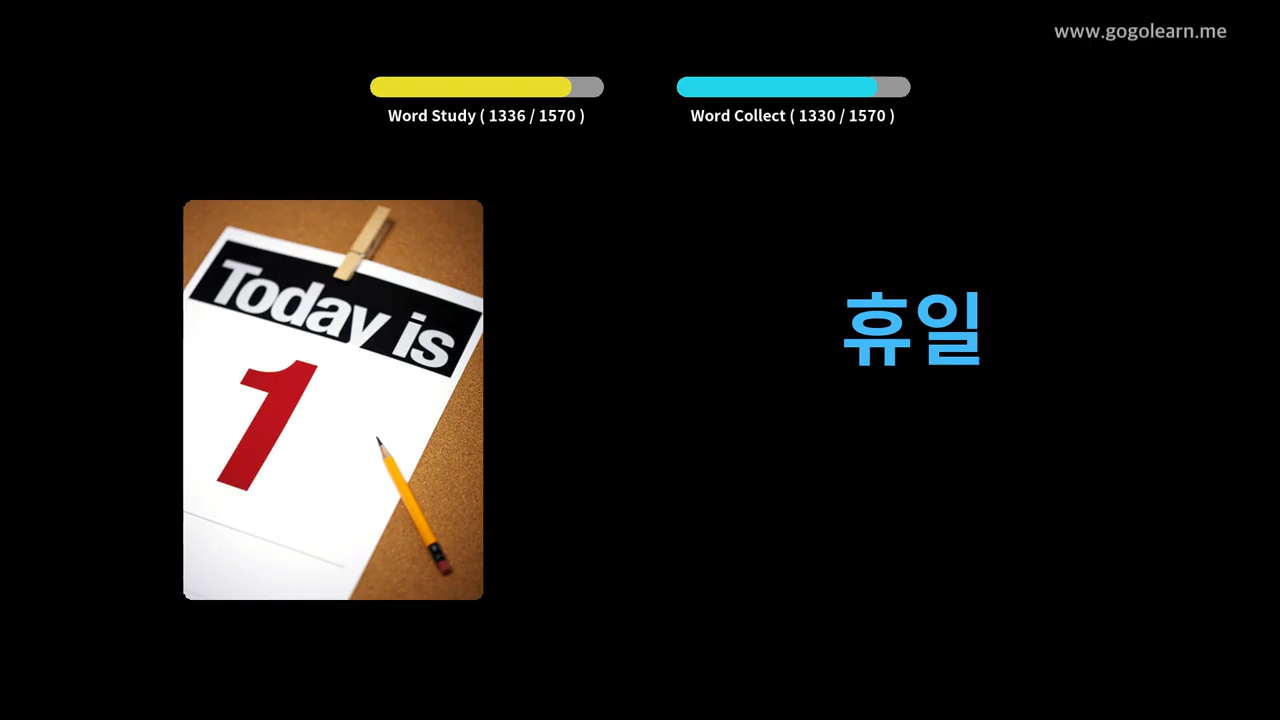 www.gogolearn.me
Word Study ( 1336 / 1570 )
Word Collect ( 1330 / 1570 )
Today is
1
휴일